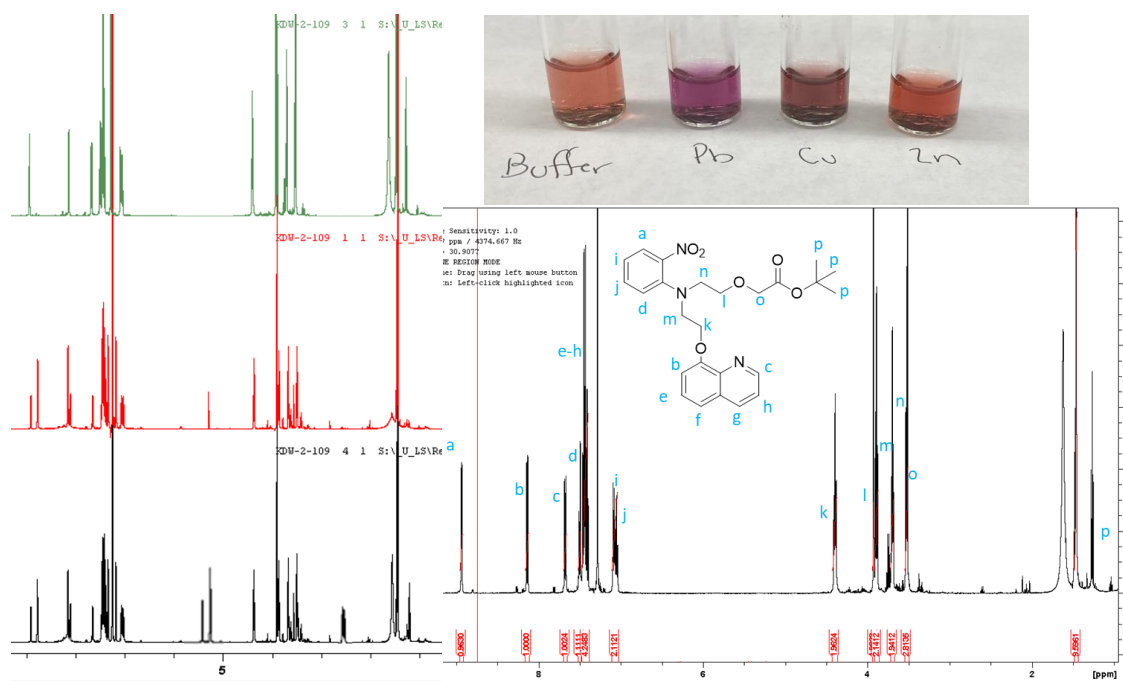 KDW-2-109 3 1 S:\_U_LS\Re
KDW-2-109 1 1 S:\_U_LS\Re
KDW-2-109 4 1 S:\_U_LS\Re
5
Buffer Pb Cu Zn
Sensitivity: 1.0
ppm / 4374.667 Hz
30.9077
E REGION MODE
e: Drag using left mouse button
n: Left-click highlighted icon
a
NO2
i
j
d
N
n
O
l
o
O
O
p
p
p
m
k
O
N
b
c
e
f
g
h
a
b
c
d
e-h
i
j
k
l
m
n
o
p
0.9630
1.0000
1.0024
1.1111
4.2483
2.1121
1.9624
2.1412
1.9412
2.8135
9.5961
8
6
4
2
[ppm]